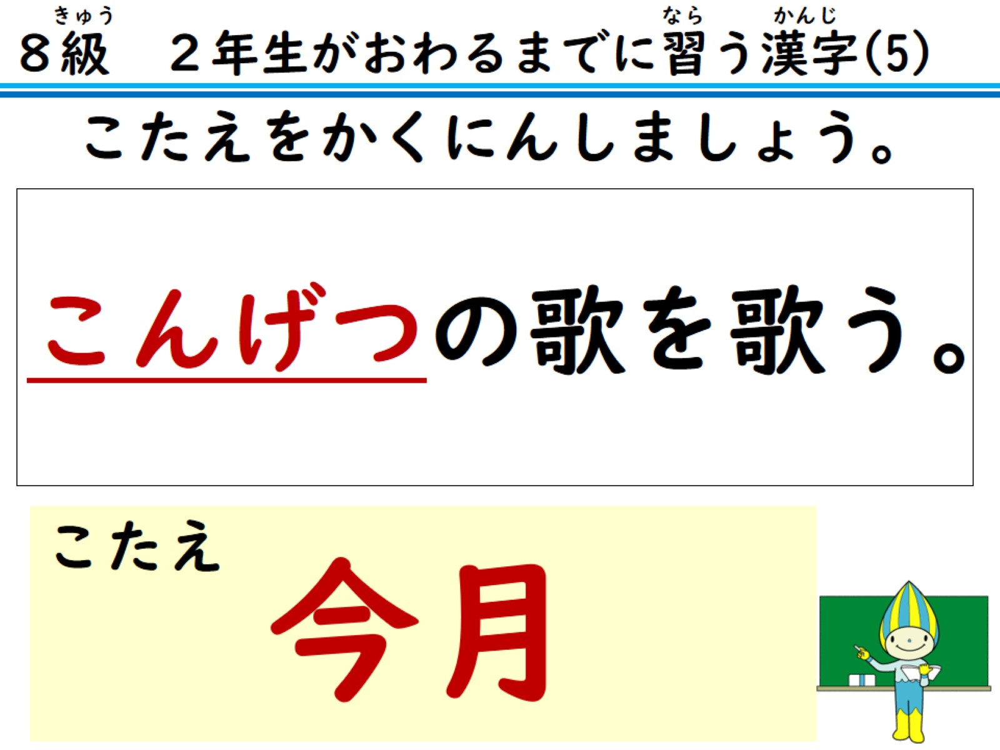 きゅう なら かんじ
８級　２年生がおわるまでに習う漢字(5)
こたえをかくにんしましょう。
こんげつの歌を歌う。
こたえ
今月